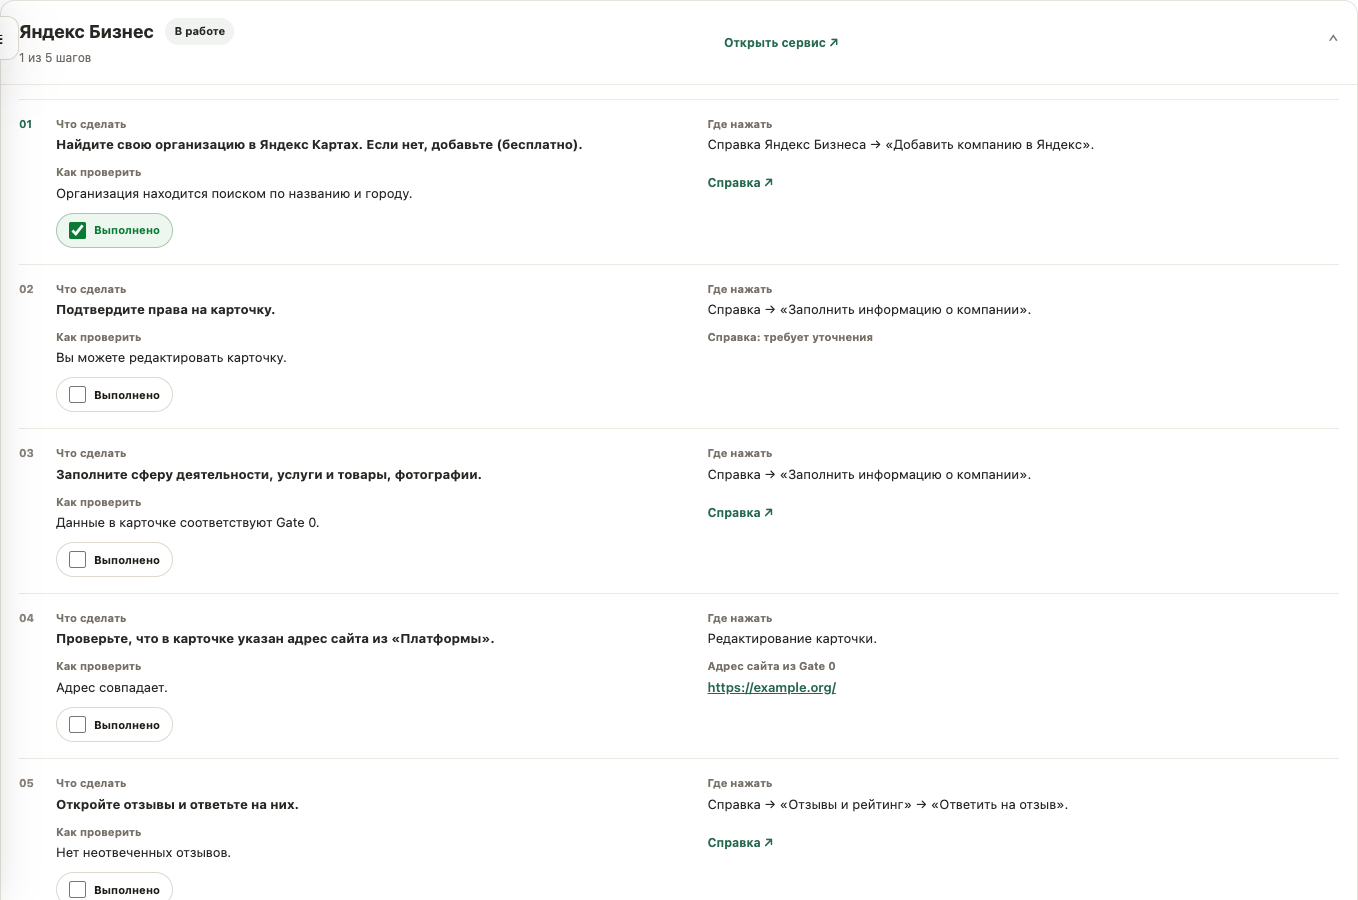 Яндекс Бизнес
В работе
1 из 5 шагов
Открыть сервис ↗
01
Что сделать
Найдите свою организацию в Яндекс Картах. Если нет, добавьте (бесплатно).
Как проверить
Организация находится поиском по названию и городу.
Выполнено
Где нажать
Справка Яндекс Бизнеса → «Добавить компанию в Яндекс».
Справка ↗
02
Что сделать
Подтвердите права на карточку.
Как проверить
Вы можете редактировать карточку.
Выполнено
Где нажать
Справка → «Заполнить информацию о компании».
Справка: требует уточнения
03
Что сделать
Заполните сферу деятельности, услуги и товары, фотографии.
Как проверить
Данные в карточке соответствуют Gate 0.
Выполнено
Где нажать
Справка → «Заполнить информацию о компании».
Справка ↗
04
Что сделать
Проверьте, что в карточке указан адрес сайта из «Платформы».
Как проверить
Адрес совпадает.
Выполнено
Где нажать
Редактирование карточки.
Адрес сайта из Gate 0
https://example.org/
05
Что сделать
Откройте отзывы и ответьте на них.
Как проверить
Нет неотвеченных отзывов.
Выполнено
Где нажать
Справка → «Отзывы и рейтинг» → «Ответить на отзыв».
Справка ↗